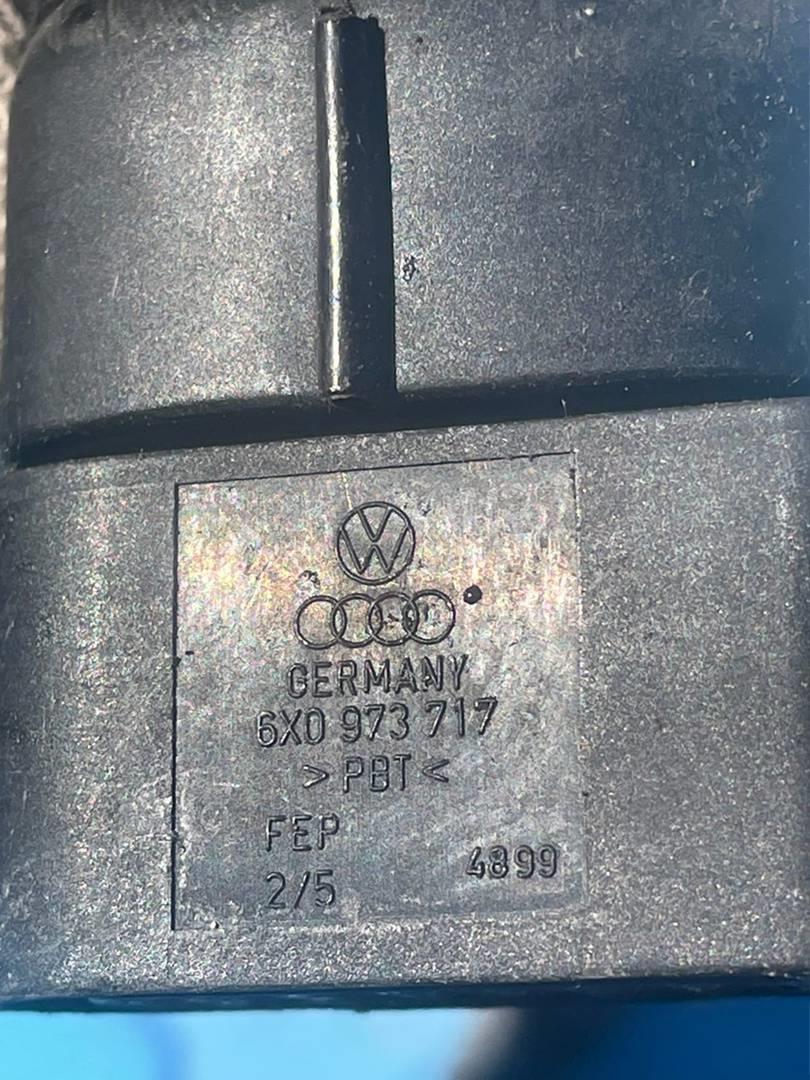 GERMANY
6X0 973 717
>PBT<
FEP
4899
2/5